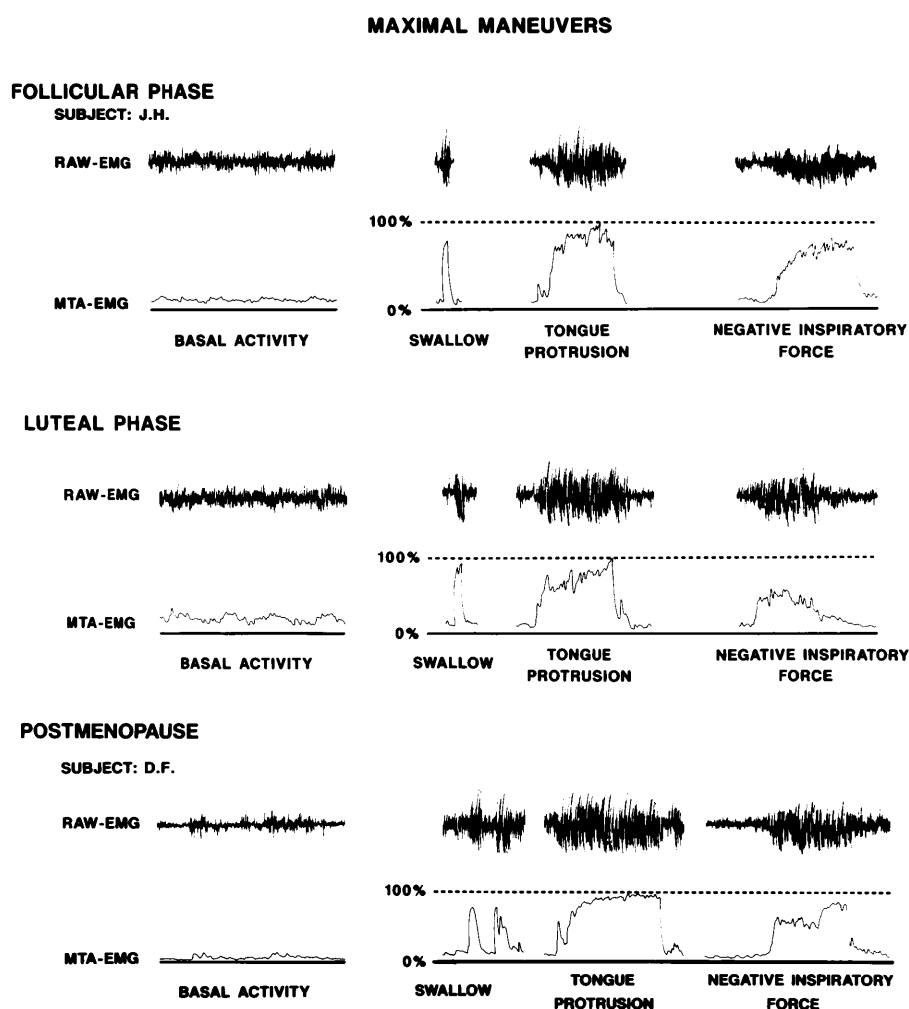 MAXIMAL MANEUVERS
FOLLICULAR PHASE
SUBJECT: J.H.
RAW-EMG
100%
MTA-EMG
0%
BASAL ACTIVITY
SWALLOW
TONGUE
PROTRUSION
NEGATIVE INSPIRATORY
FORCE
LUTEAL PHASE
RAW-EMG
100%
MTA-EMG
0%
BASAL ACTIVITY
SWALLOW
TONGUE
PROTRUSION
NEGATIVE INSPIRATORY
FORCE
POSTMENOPAUSE
SUBJECT: D.F.
RAW-EMG
100%
MTA-EMG
0%
BASAL ACTIVITY
SWALLOW
TONGUE
PROTRUSION
NEGATIVE INSPIRATORY
FORCE